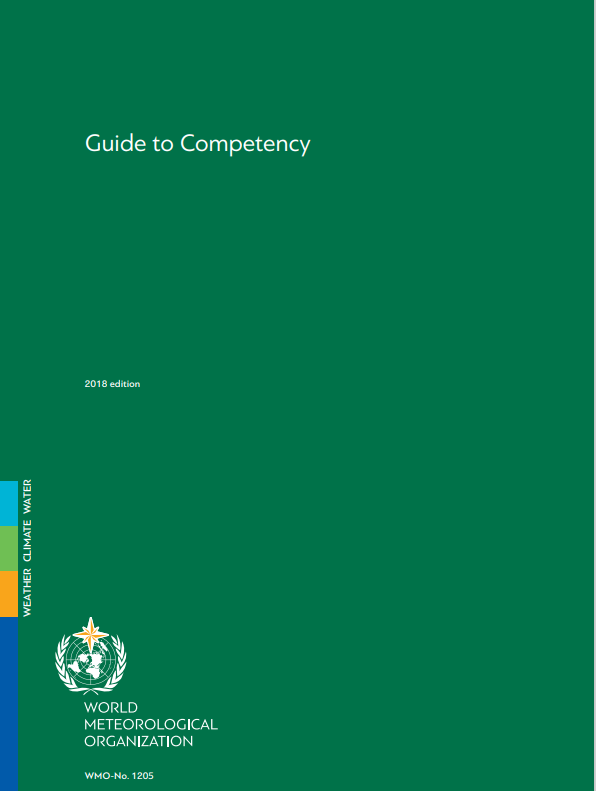 Guide to Competency
2018 edition
WEATHER CLIMATE WATER
WORLD
METEOROLOGICAL
ORGANIZATION
WMO-No. 1205